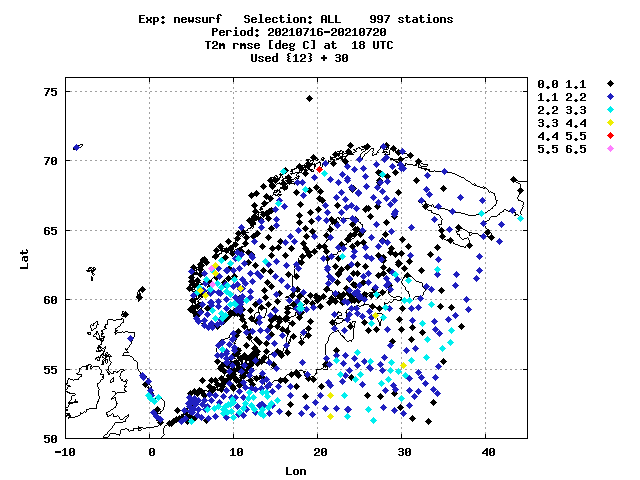 Exp: newsurf   Selection: ALL    997 stations
Period: 20210716-20210720
T2m rmse [deg C] at  18 UTC
Used {12} + 30
0.0 1.1
1.1 2.2
2.2 3.3
3.3 4.4
4.4 5.5
5.5 6.5
75
70
65
60
55
50
Lat
-10 0 10 20 30 40
Lon